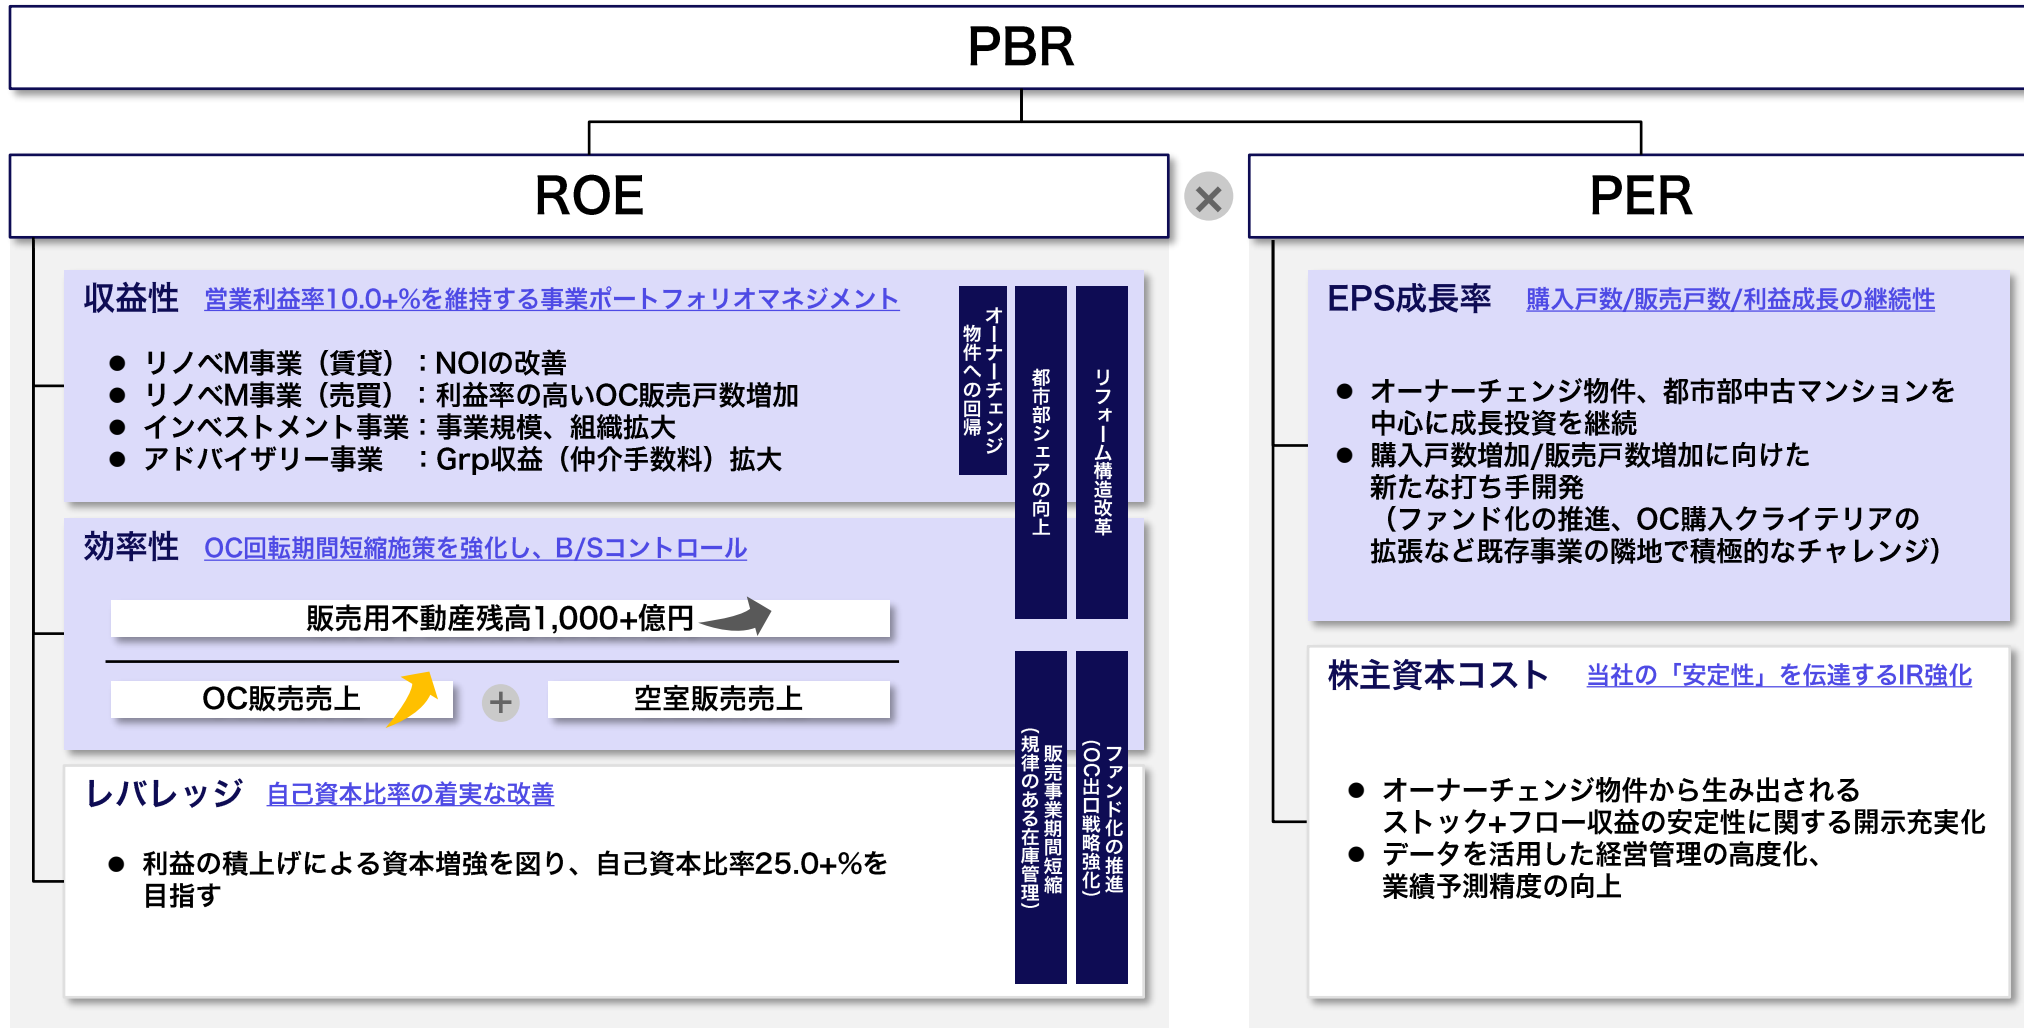 PBR
ROE
×
PER
収益性 営業利益率10.0+%を維持する事業ポートフォリオマネジメント
● リノベM事業（賃貸）：NOIの改善
● リノベM事業（売買）：利益率の高いOC販売戸数増加
● インベストメント事業：事業規模、組織拡大
● アドバイザリー事業　：Grp収益（仲介手数料）拡大
オーナーチェンジ
物件への回帰
都市部シェアの向上
リフォーム構造改革
効率性 OC回転期間短縮施策を強化し、B/Sコントロール
販売用不動産残高1,000+億円
OC販売売上
+
空室販売売上
販売事業期間短縮
(規律のある在庫管理)
ファンド化の推進
(OC出口戦略強化)
レバレッジ 自己資本比率の着実な改善
● 利益の積上げによる資本増強を図り、自己資本比率25.0+%を
目指す
EPS成長率 購入戸数/販売戸数/利益成長の継続性
● オーナーチェンジ物件、都市部中古マンションを
中心に成長投資を継続
● 購入戸数増加/販売戸数増加に向けた
新たな打ち手開発
（ファンド化の推進、OC購入クライテリアの
拡張など既存事業の隣地で積極的なチャレンジ）
株主資本コスト 当社の「安定性」を伝達するIR強化
● オーナーチェンジ物件から生み出される
ストック+フロー収益の安定性に関する開示充実化
● データを活用した経営管理の高度化、
業績予測精度の向上